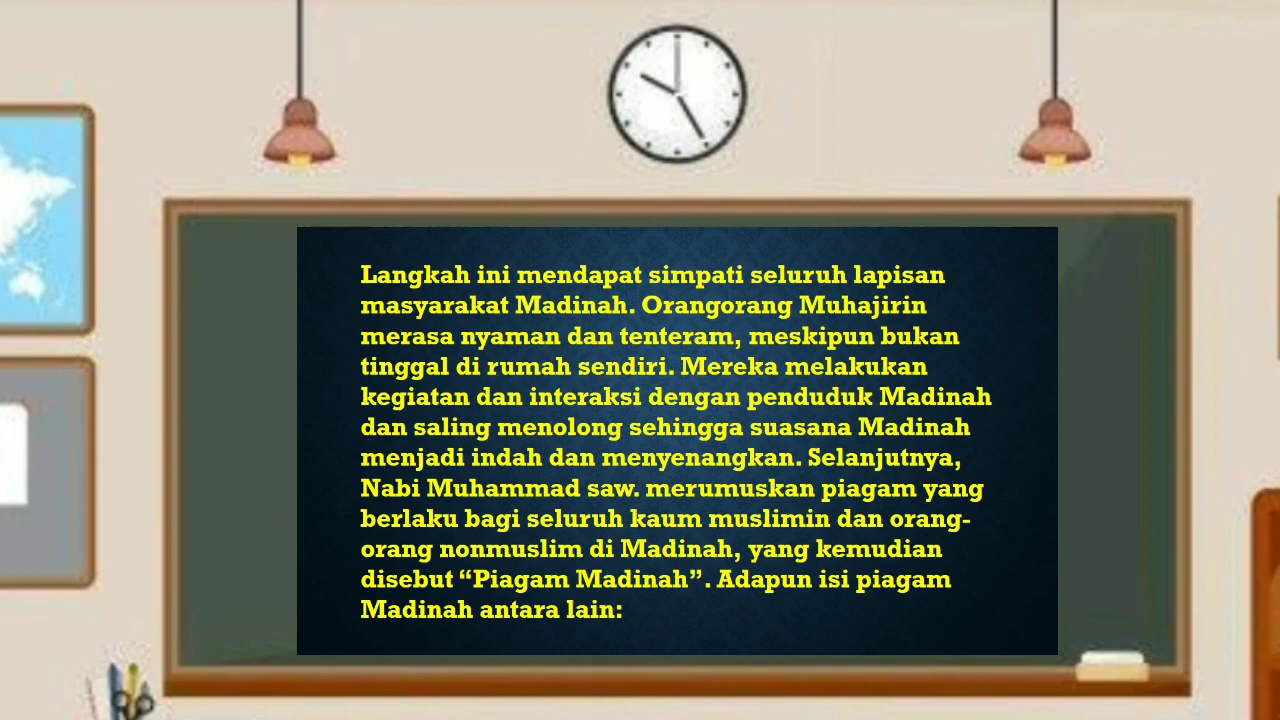 Langkah ini mendapat simpati seluruh lapisan
masyarakat Madinah. Orangorang Muhajirin
merasa nyaman dan tenteram, meskipun bukan
tinggal di rumah sendiri. Mereka melakukan
kegiatan dan interaksi dengan penduduk Madinah
dan saling menolong sehingga suasana Madinah
menjadi indah dan menyenangkan. Selanjutnya,
Nabi Muhammad saw. merumuskan piagam yang
berlaku bagi seluruh kaum muslimin dan orang-
orang nonmuslim di Madinah, yang kemudian
disebut “Piagam Madinah”. Adapun isi piagam
Madinah antara lain: